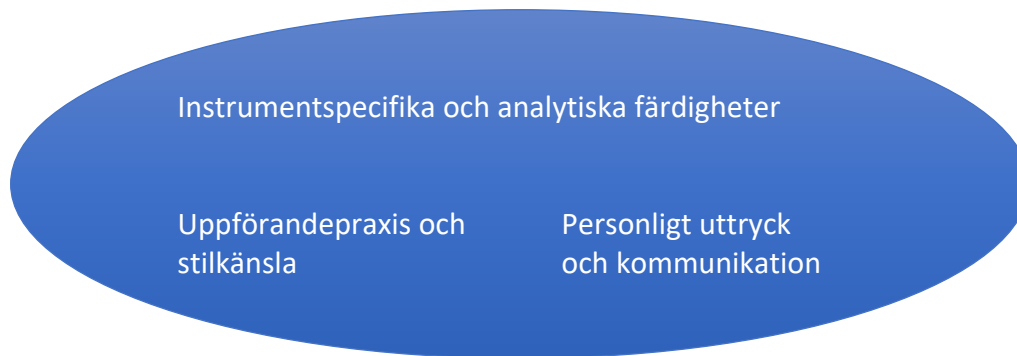 Instrumentspecifika och analytiska färdigheter
Uppförandepraxis och
stilkänsla
Personligt uttryck
och kommunikation